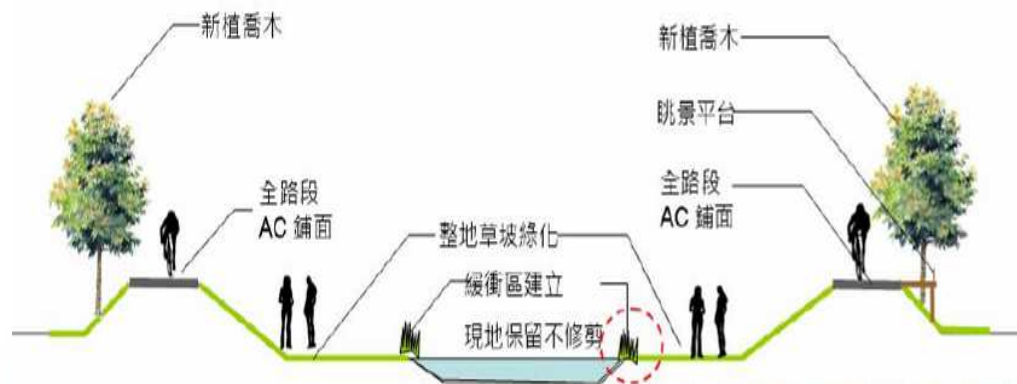 新植喬木
新植喬木
眺景平台
全路段
AC 鋪面
全路段
AC 鋪面
整地草坡綠化
緩衝區建立
現地保留不修剪